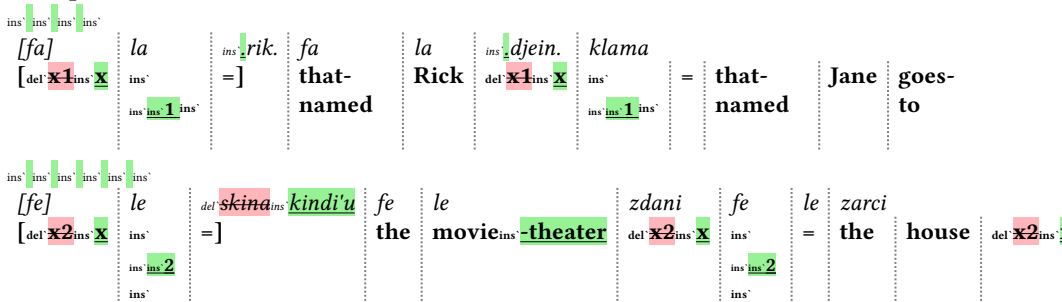 ins` ins` ins` ins`
[fa] la ins`.rik. fa la ins`.djein. klama
[del`x1ins`x ins` =] that- Rick del`x1ins`x ins` = that- Jane goes-
ins`ins`1 ins` named ins`ins`1 ins` named to
ins` ins` ins` ins` ins` ins`
[fe] le del`skinains`kindi'u fe le zdani fe le zarci
[del`x2ins`x ins` =] the movieins`-theater del`x2ins`x ins` = the house del`x2ins`
ins`ins`2 ins`ins`2
ins` ins`